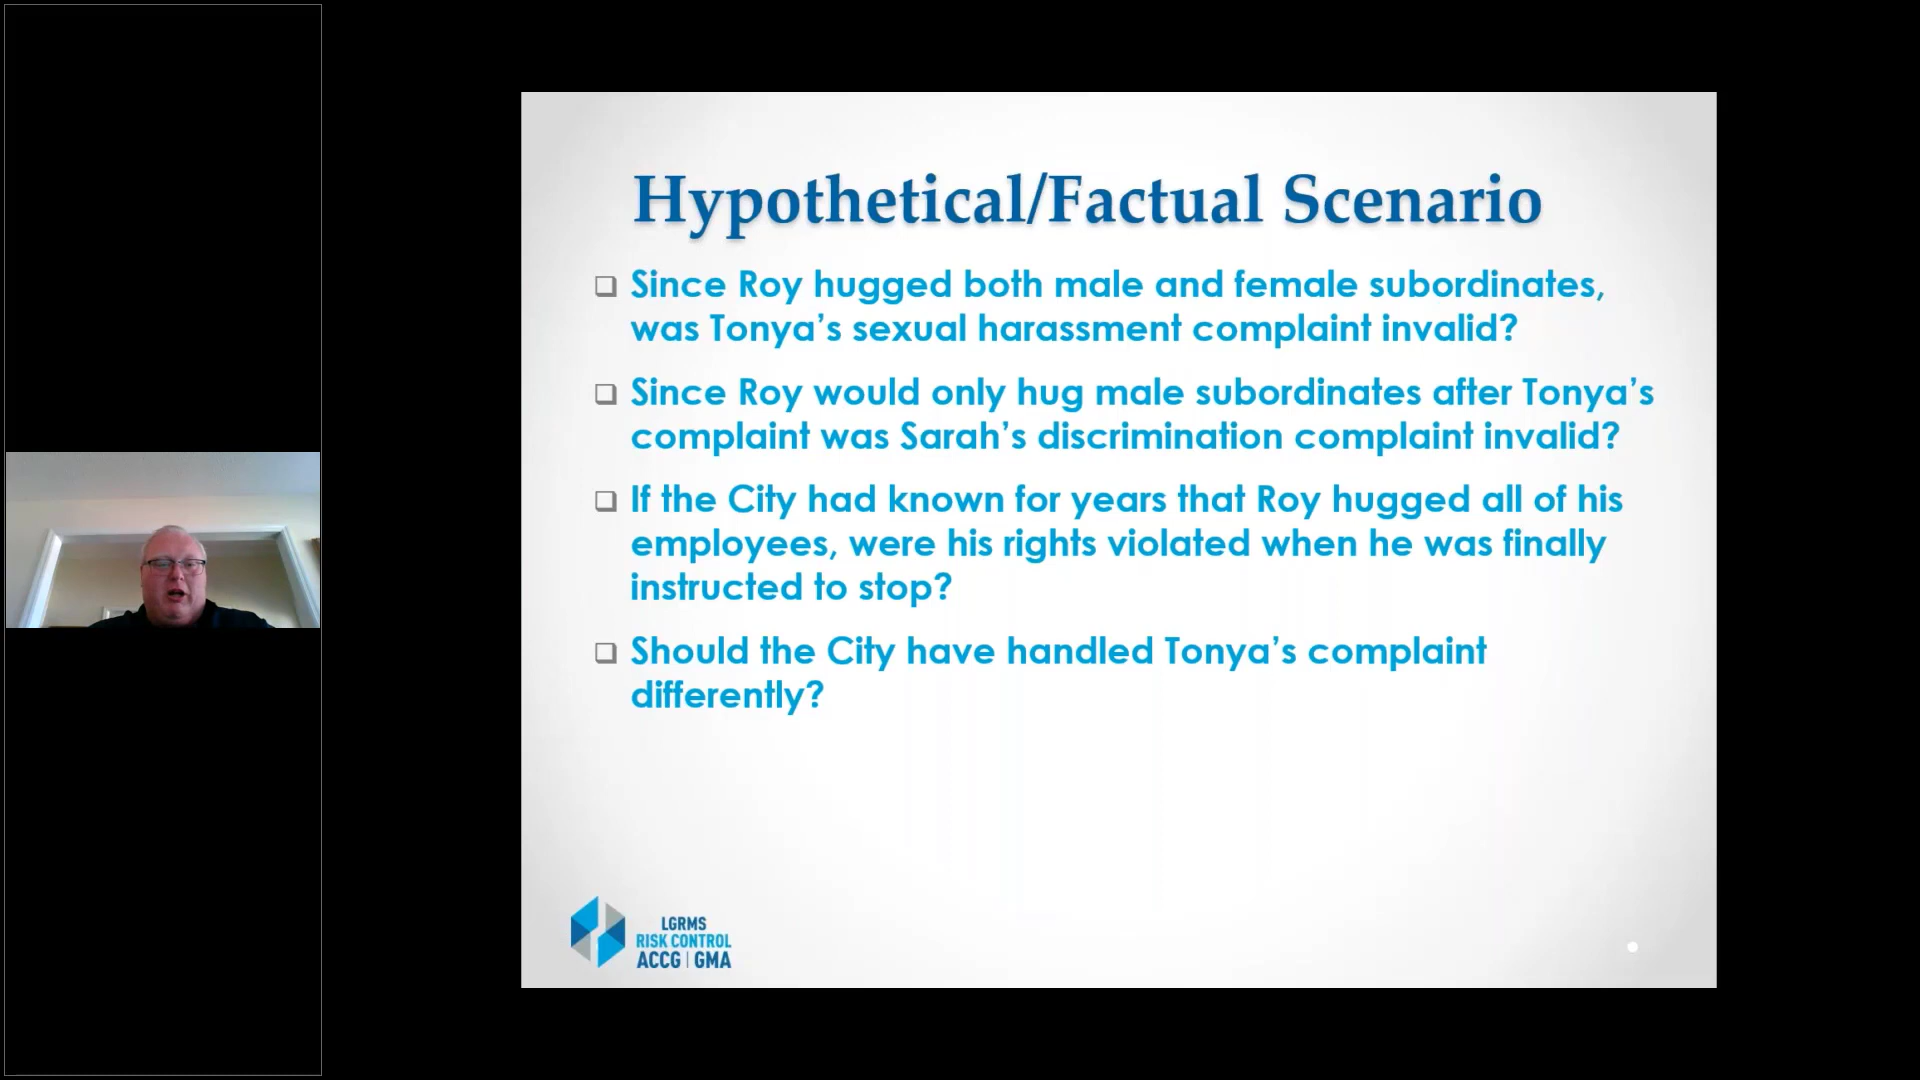 Hypothetical/Factual Scenario
Since Roy hugged both male and female subordinates,
was Tonya’s sexual harassment complaint invalid?
Since Roy would only hug male subordinates after Tonya’s
complaint was Sarah’s discrimination complaint invalid?
If the City had known for years that Roy hugged all of his
employees, were his rights violated when he was finally
instructed to stop?
Should the City have handled Tonya’s complaint
differently?
LGRMS
RISK CONTROL
ACCG | GMA